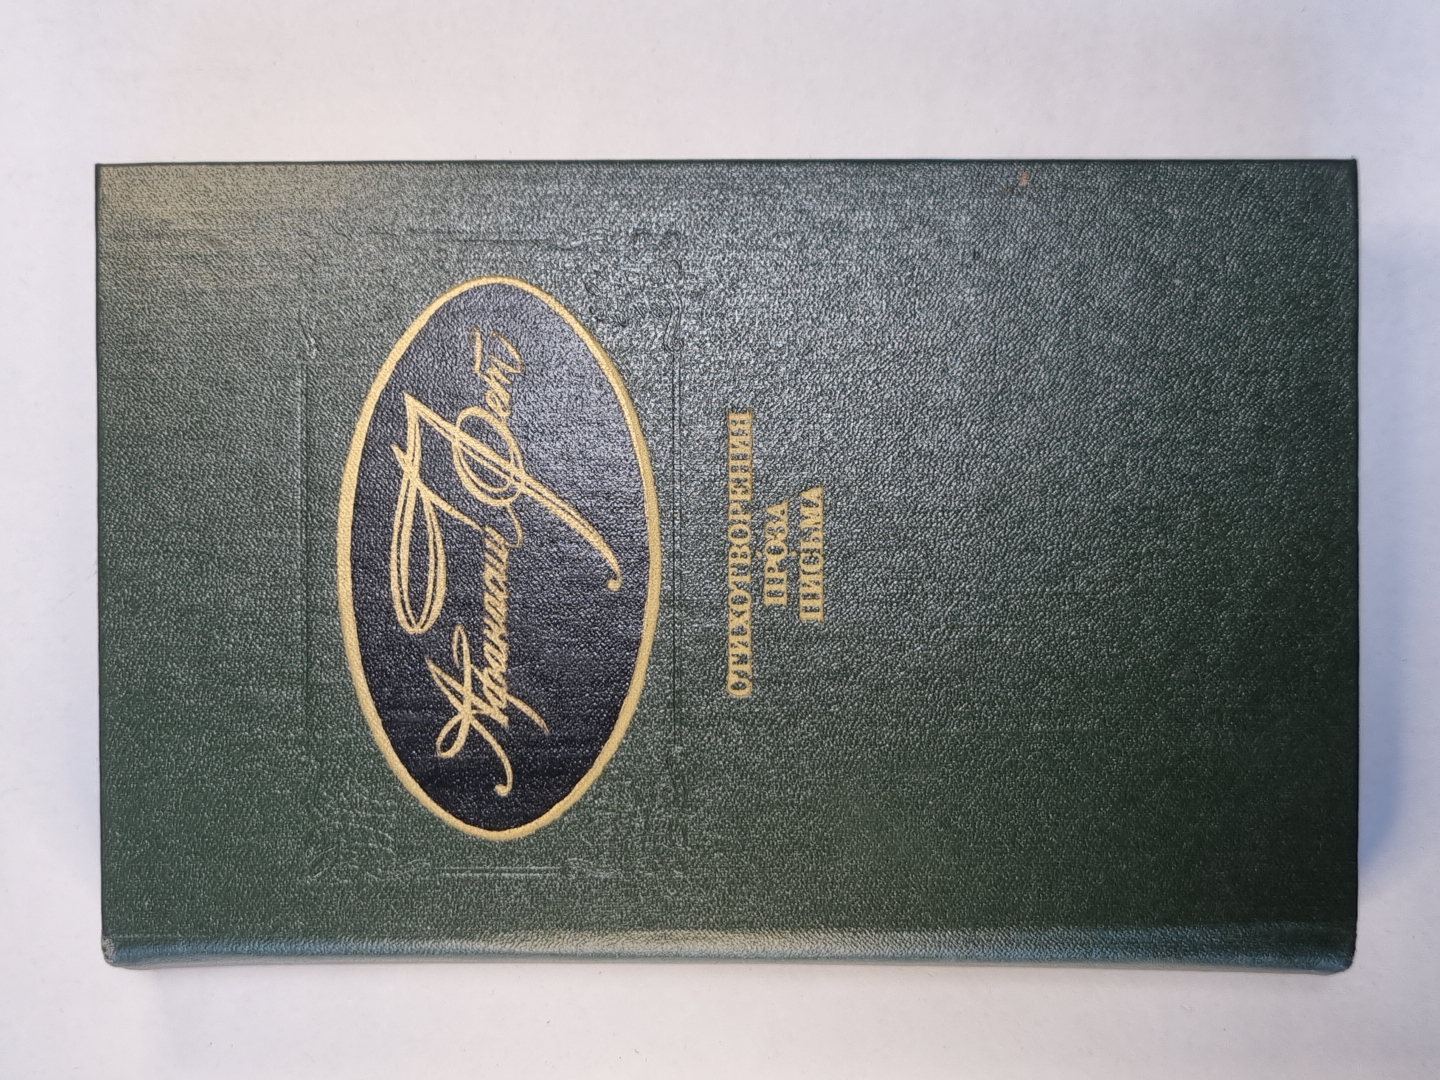 Афанасий
Фет
СТИХОТВОРЕНИЯ
ПРОЗА
ПИСЬМА